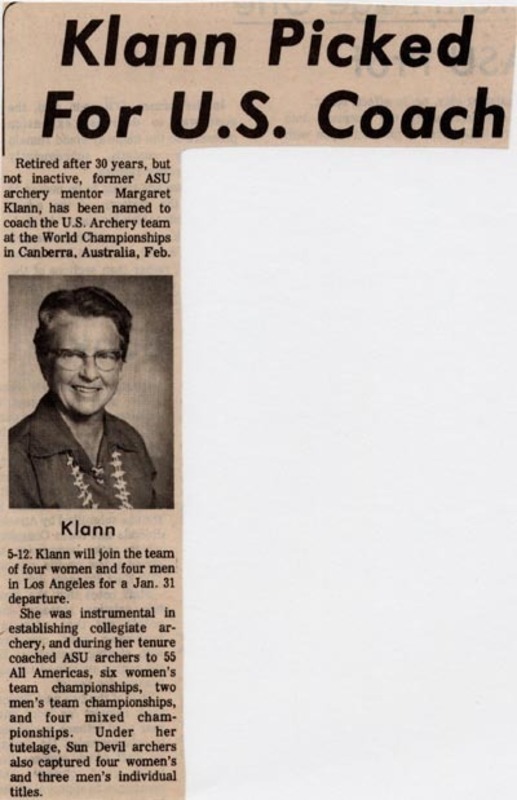 Klann Picked
For U.S. Coach
Retired after 30 years, but
not inactive, former ASU
archery mentor Margaret
Klann, has been named to
coach the U.S. Archery team
at the World Championships
in Canberra, Australia, Feb.
Klann
5-12. Klann will join the team
of four women and four men
in Los Angeles for a Jan. 31
departure.
She was instrumental in
establishing collegiate ar-
chery, and during her tenure
coached ASU archers to 55
All Americas, six women's
team championships, two
men's team championships,
and four mixed cham-
pionships. Under her
tutelage, Sun Devil archers
also captured four women's
and three men's individual
titles.